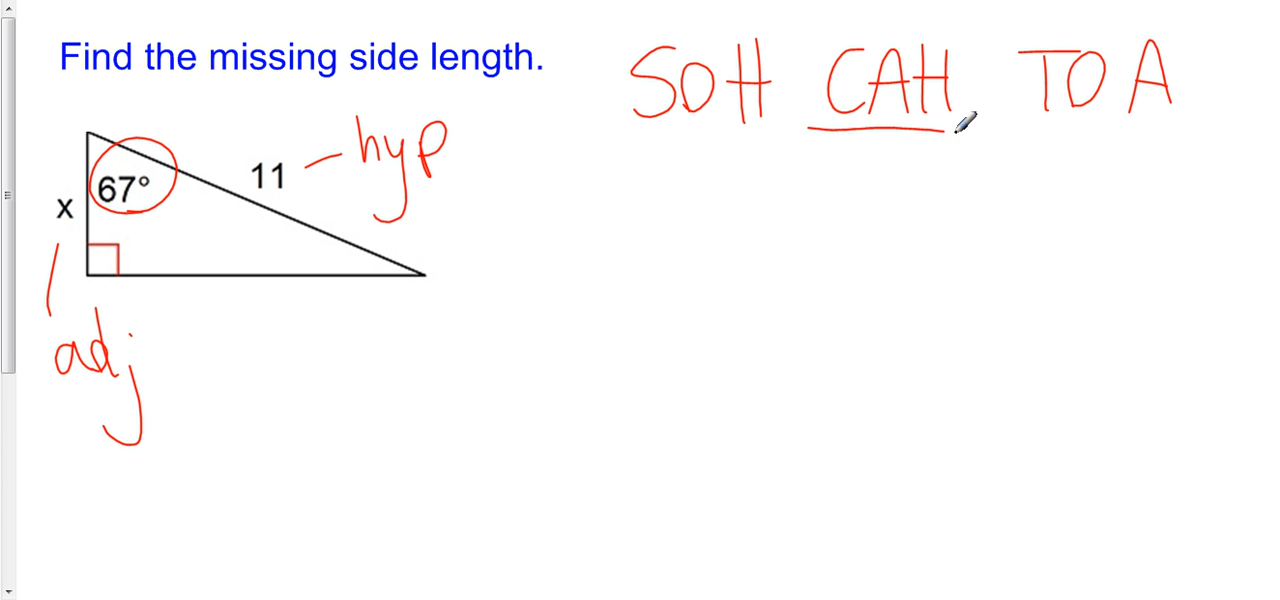 Find the missing side length.
SOH CAH TOA
67°
11
hyp
x
adj